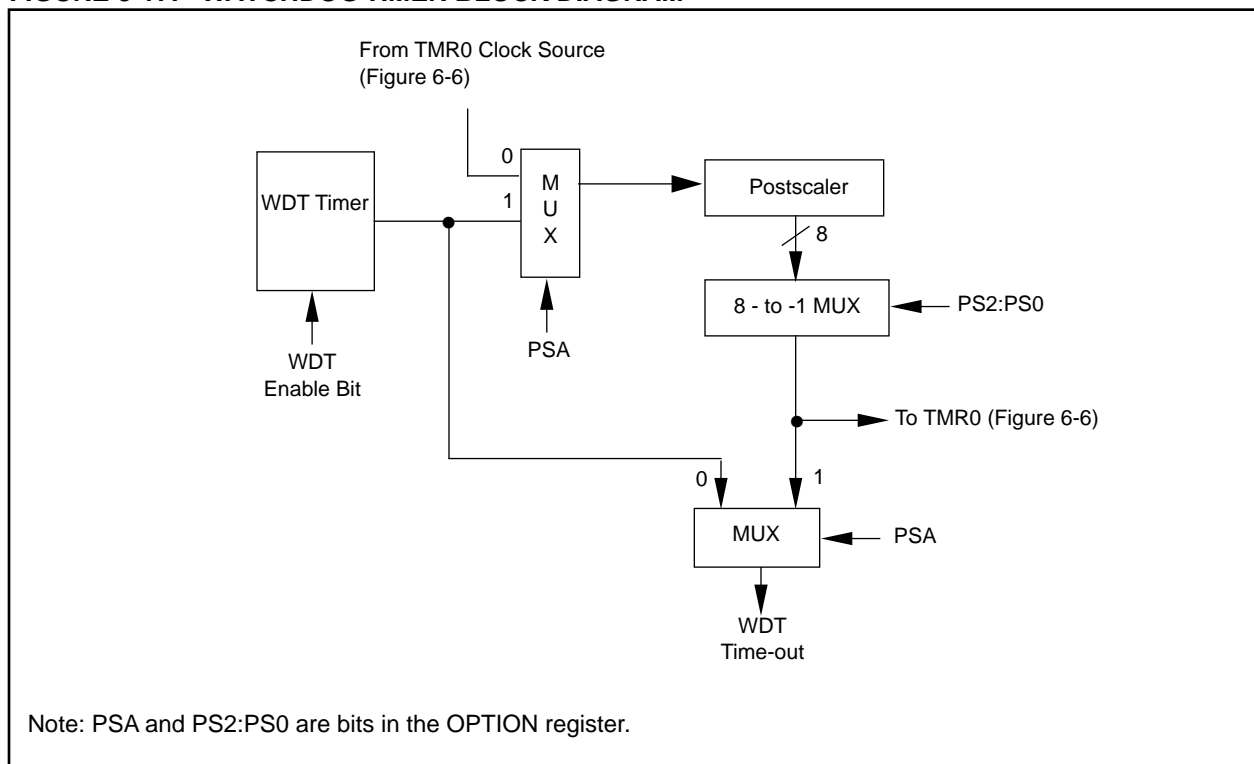 From TMR0 Clock Source
(Figure 6-6)
0
M
U
X
1
WDT Timer
Postscaler
8
8 - to -1 MUX
PS2:PS0
PSA
WDT
Enable Bit
To TMR0 (Figure 6-6)
0
1
MUX
PSA
WDT
Time-out
Note: PSA and PS2:PS0 are bits in the OPTION register.